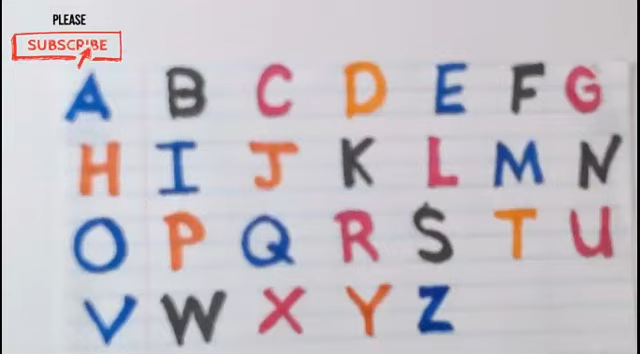 PLEASE
SUBSCRIBE
A B C D E F G
H I J K L M N
O P Q R S T U
V W X Y Z